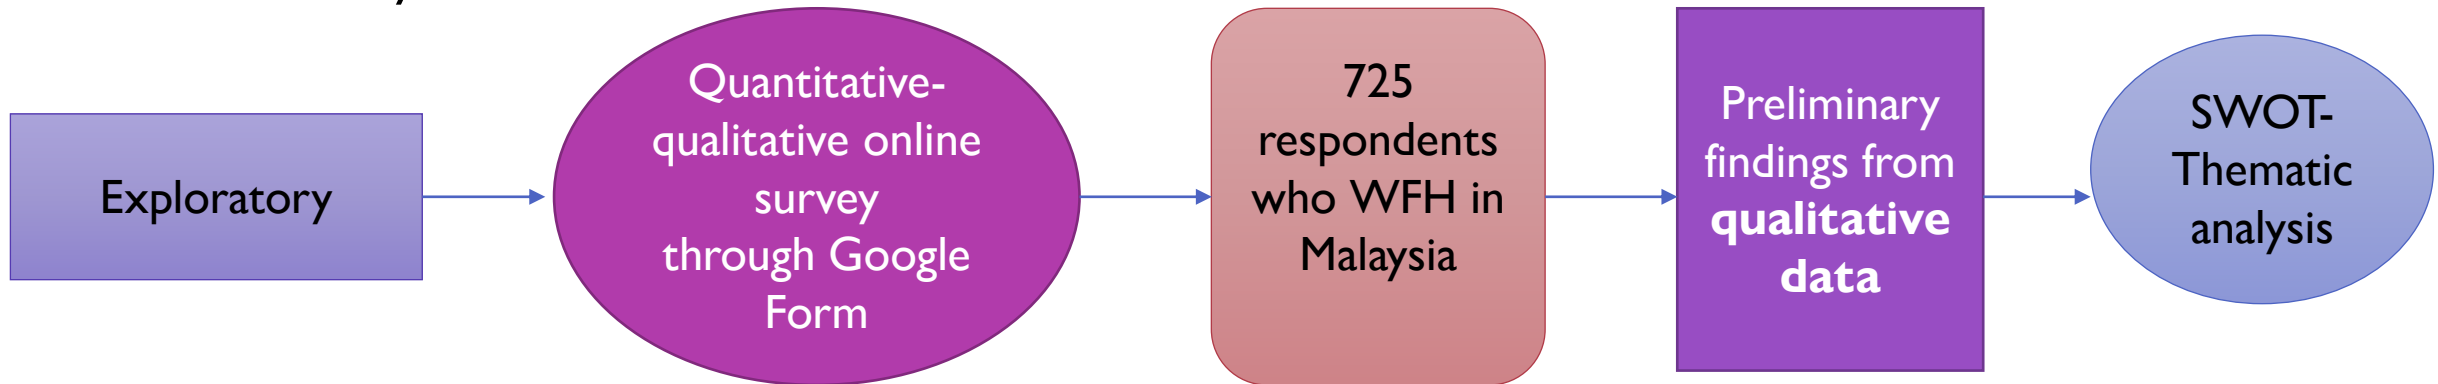 Exploratory
Quantitative-
qualitative online
survey
through Google
Form
725
respondents
who WFH in
Malaysia
Preliminary
findings from
qualitative
data
SWOT-
Thematic
analysis